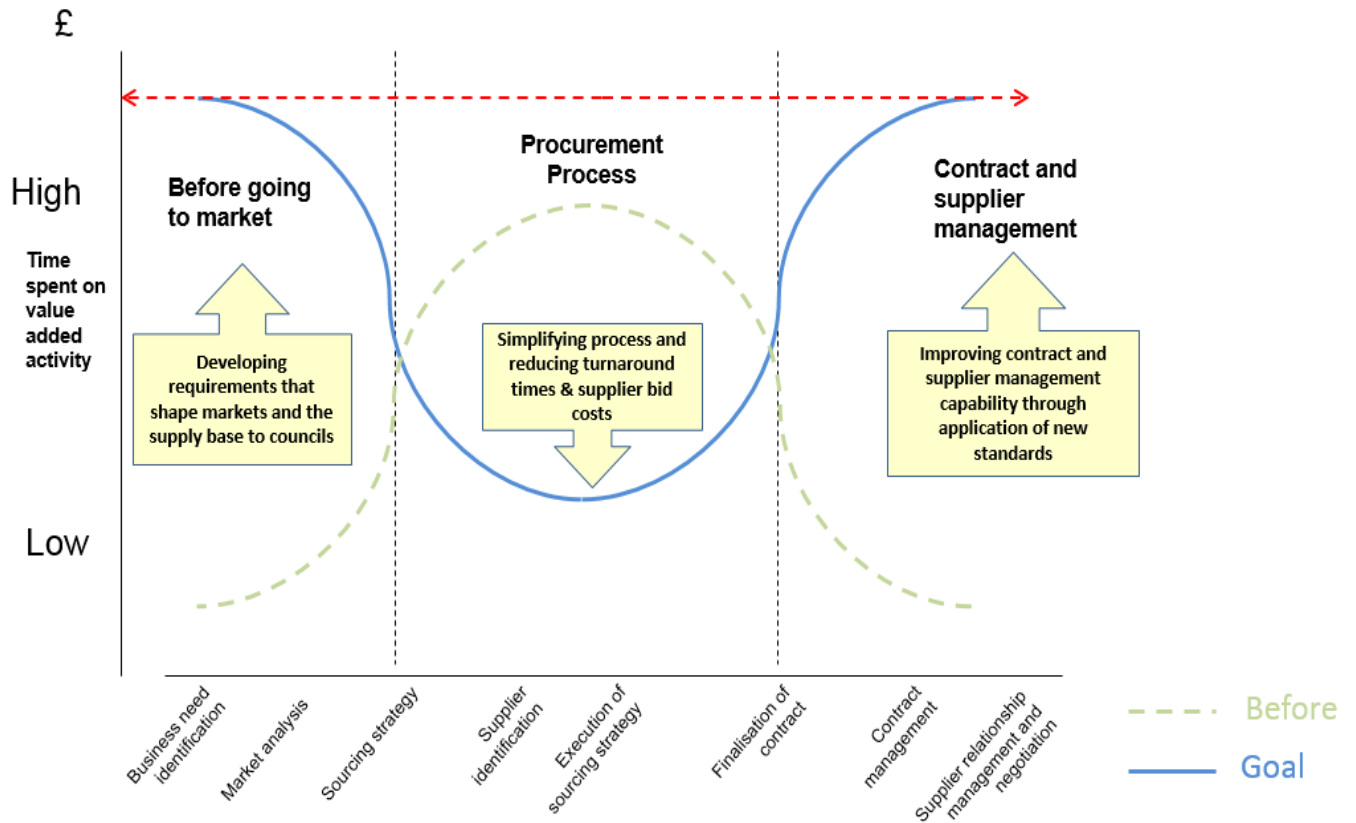 £
High
Time
spent on
value
added
activity
Low
Before going
to market
Developing
requirements that
shape markets and the
supply base to councils
Procurement
Process
Simplifying process and
reducing turnaround
times & supplier bid
costs
Contract and
supplier
management
Improving contract and
supplier management
capability through
application of new
standards
Business need
identification
Market analysis
Sourcing strategy
Supplier
identification
Execution of
sourcing strategy
Finalisation of
contract
Contract
management
Supplier relationship
management and
negotiation
Before
Goal